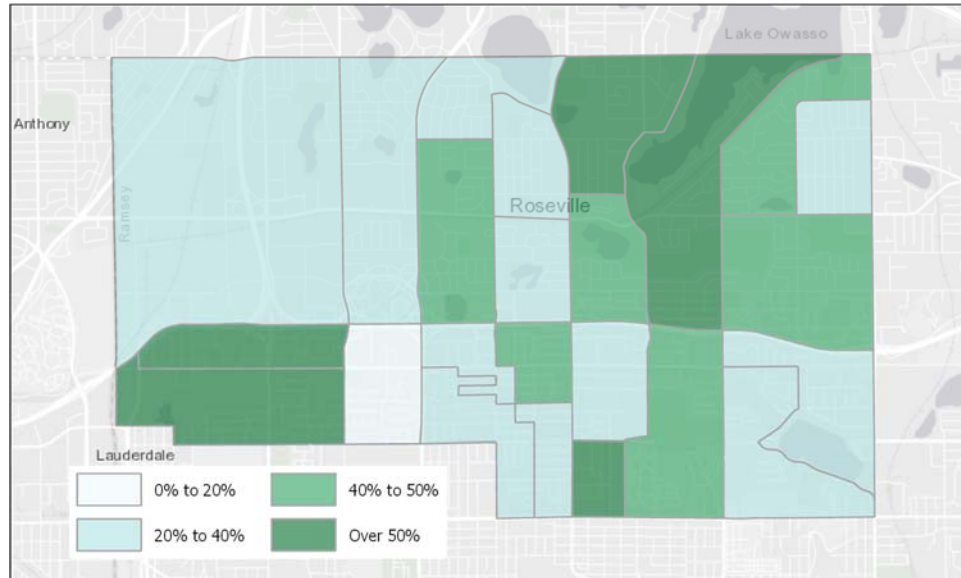 Lake Owasso
Anthony
Ramsey
Roseville
Lauderdale
0% to 20%
40% to 50%
20% to 40%
Over 50%